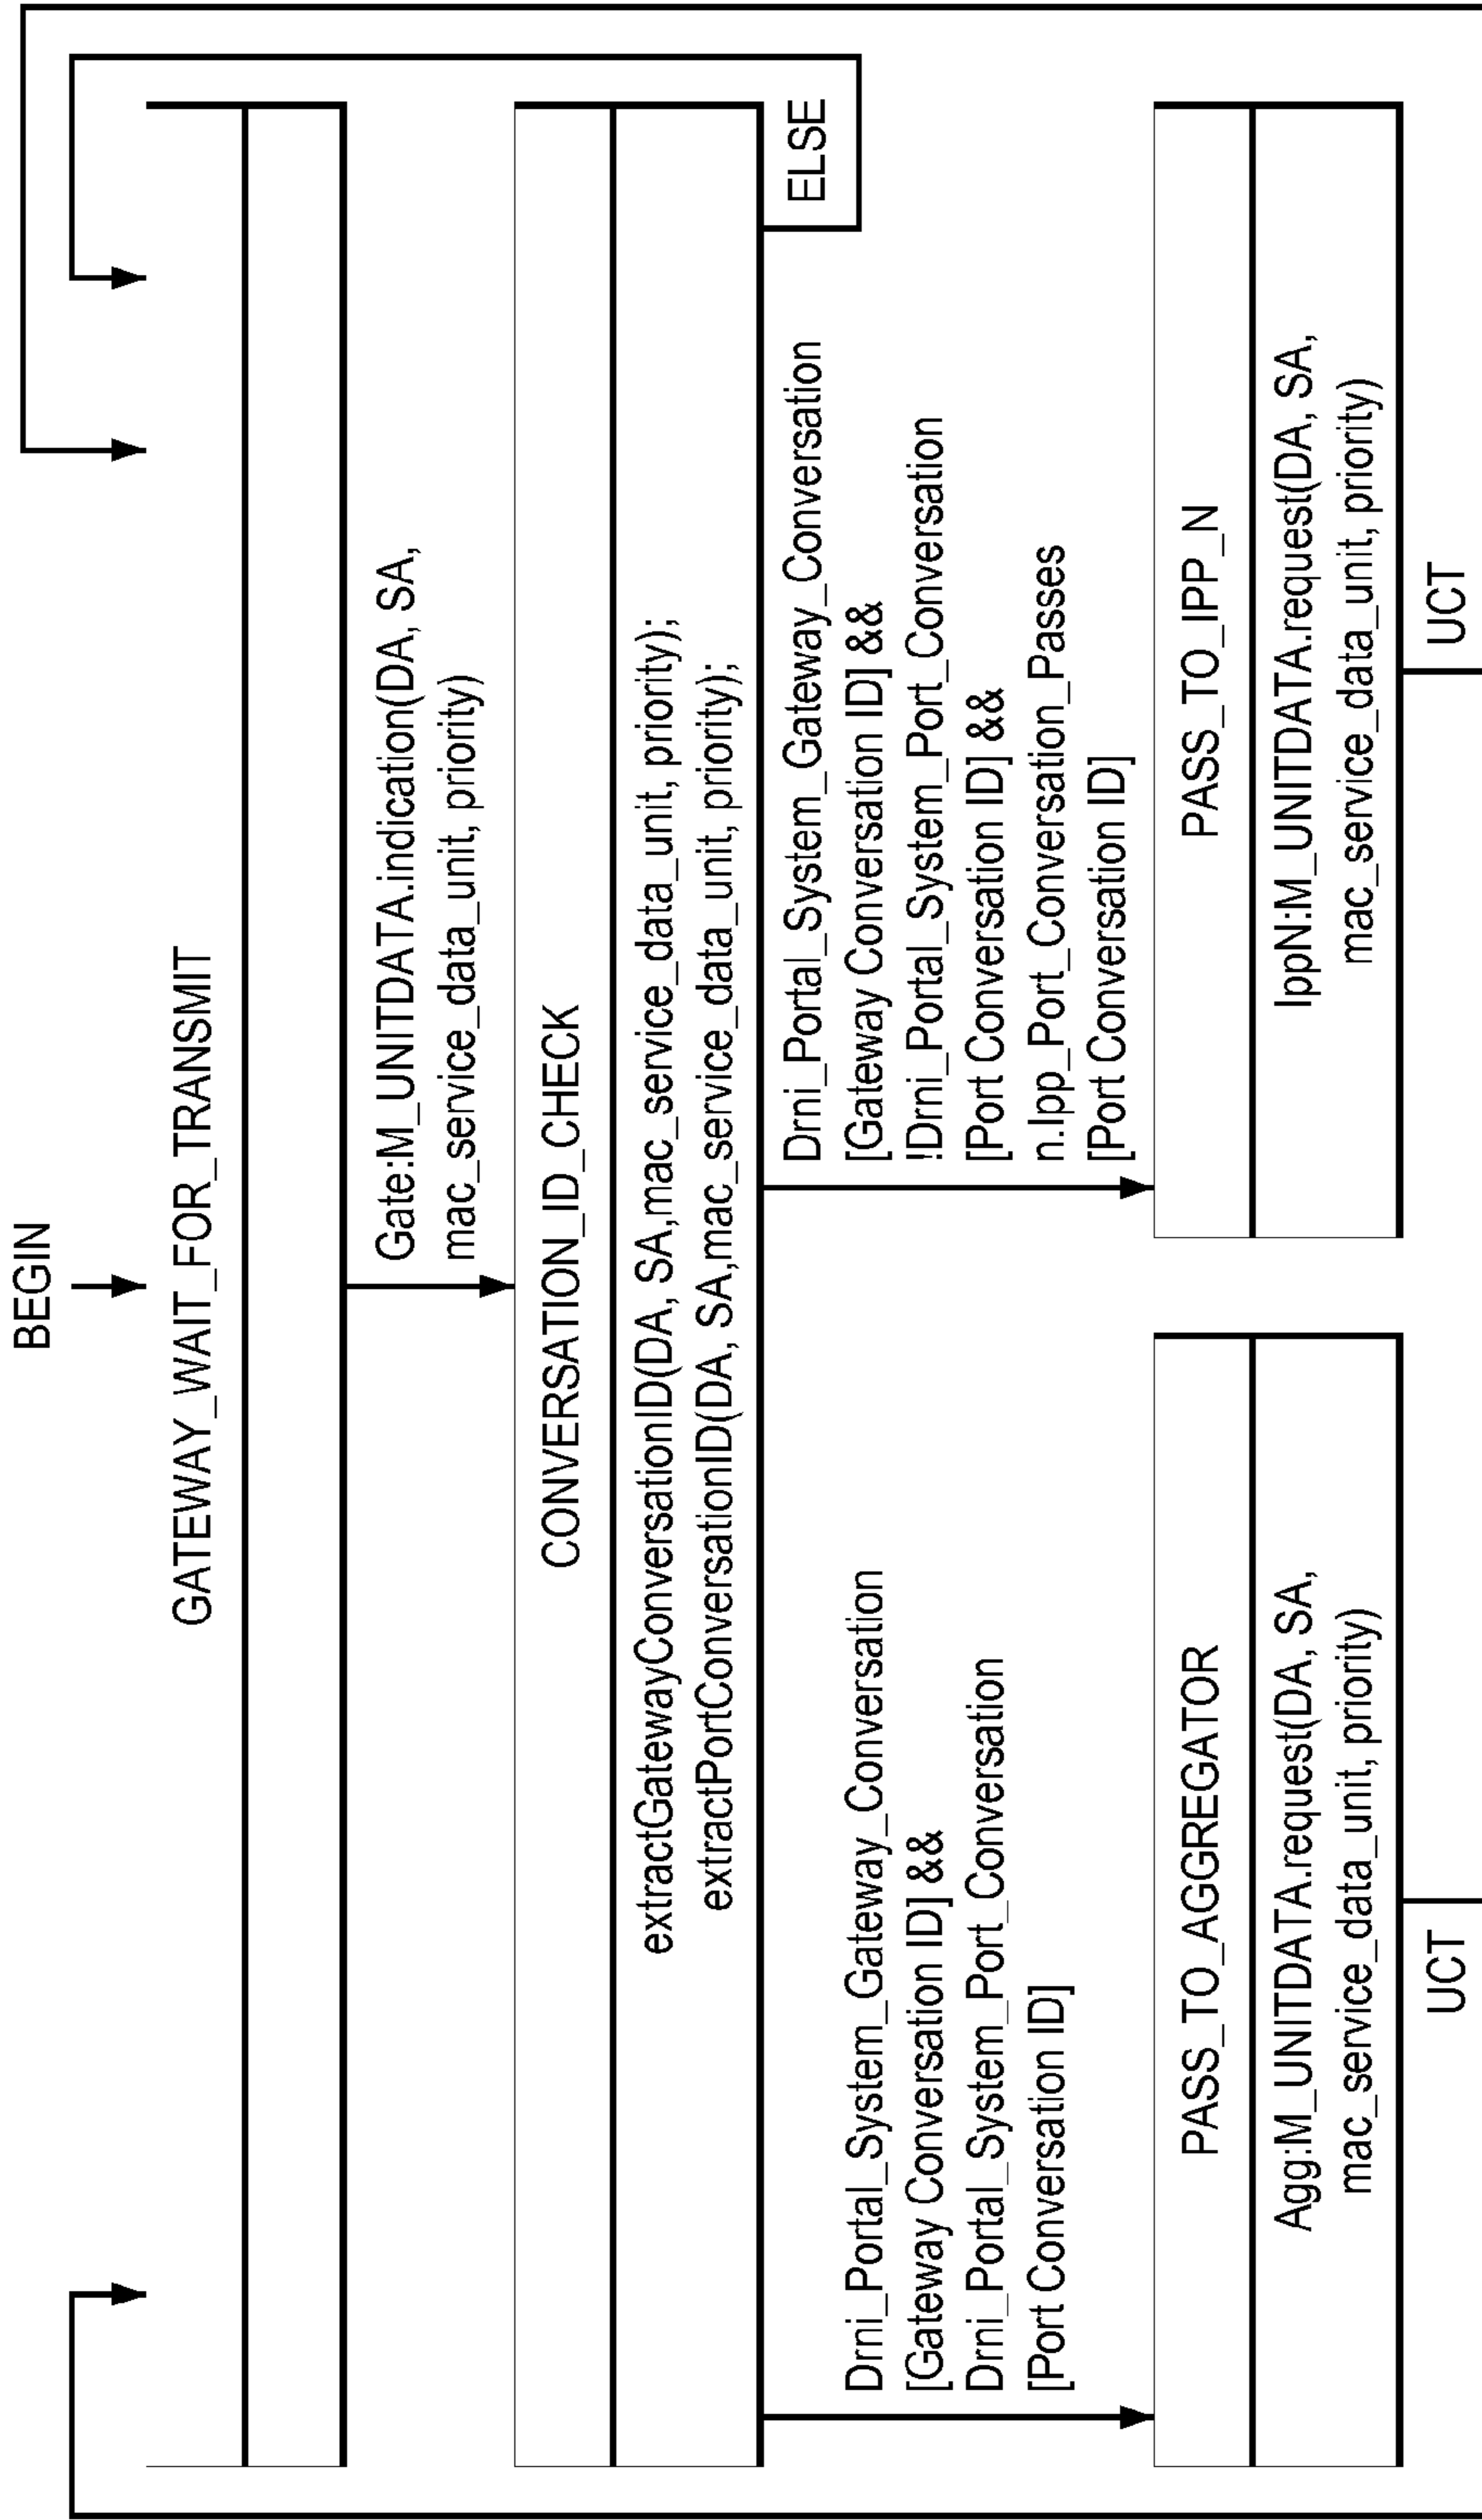 BEGIN
GATEWAY_WAIT_FOR_TRANSMIT
Gate:M_UNITDATA.indication(DA, SA,
mac_service_data_unit, priority)
CONVERSATION_ID_CHECK
extractGatewayConversationID(DA, SA,mac_service_data_unit, priority);
extractPortConversationID(DA, SA,mac_service_data_unit, priority);
ELSE
Drni_Portal_System_Gateway_Conversation
[Gateway Conversation ID] &&
Drni_Portal_System_Port_Conversation
[Port Conversation ID]
Drni_Portal_System_Gateway_Conversation
[Gateway Conversation ID] &&
!Drni_Portal_System_Port_Conversation
[Port Conversation ID] &&
n.Ipp_Port_Conversation_Passes
[Port Conversation ID]
PASS_TO_AGGREGATOR
Agg:M_UNITDATA.request(DA, SA,
mac_service_data_unit, priority)
UCT
PASS_TO_IPP_N
IppN:M_UNITDATA.request(DA, SA,
mac_service_data_unit, priority)
UCT